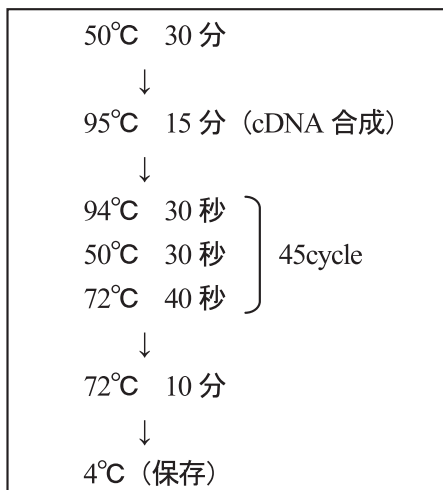 50℃ 30分
↓
95℃ 15分（cDNA 合成）
↓
94℃ 30秒
50℃ 30秒
72℃ 40秒
45cycle
↓
72℃ 10分
↓
4℃（保存）